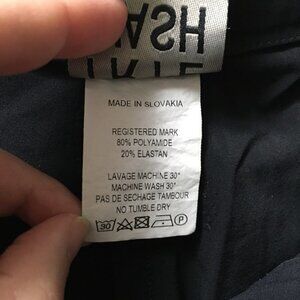 MADE IN SLOVAKIA
REGISTERED MARK
80% POLYAMIDE
20% ELASTAN
LAVAGE MACHINE 30°
MACHINE WASH 30°
PAS DE SECHAGE TAMBOUR
NO TUMBLE DRY
30 P